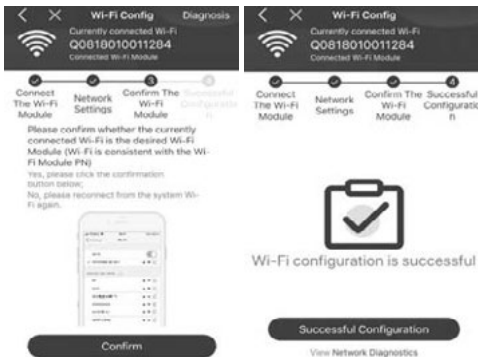 Wi-Fi Config Diagnosis
Currently connected Wi-Fi
Q0818010011284
Connected Wi-Fi Module
3
Connect The Wi-Fi Module
Network Settings
Confirm The Wi-Fi Module
Successful Configuratio n
Please confirm whether the currently
connected Wi-Fi is the desired Wi-Fi
Module (Wi-Fi is consistent with the Wi-
Fi Module PN)
Yes, please click the confirmation
button below;
No, please reconnect from the system Wi-
Fi again.
Confirm
Wi-Fi Config
Currently connected Wi-Fi
Q0818010011284
Connected Wi-Fi Module
4
Connect The Wi-Fi Module
Network Settings
Confirm The Wi-Fi Module
Successful Configuratio n
Wi-Fi configuration is successful
Successful Configuration
View Network Diagnostics